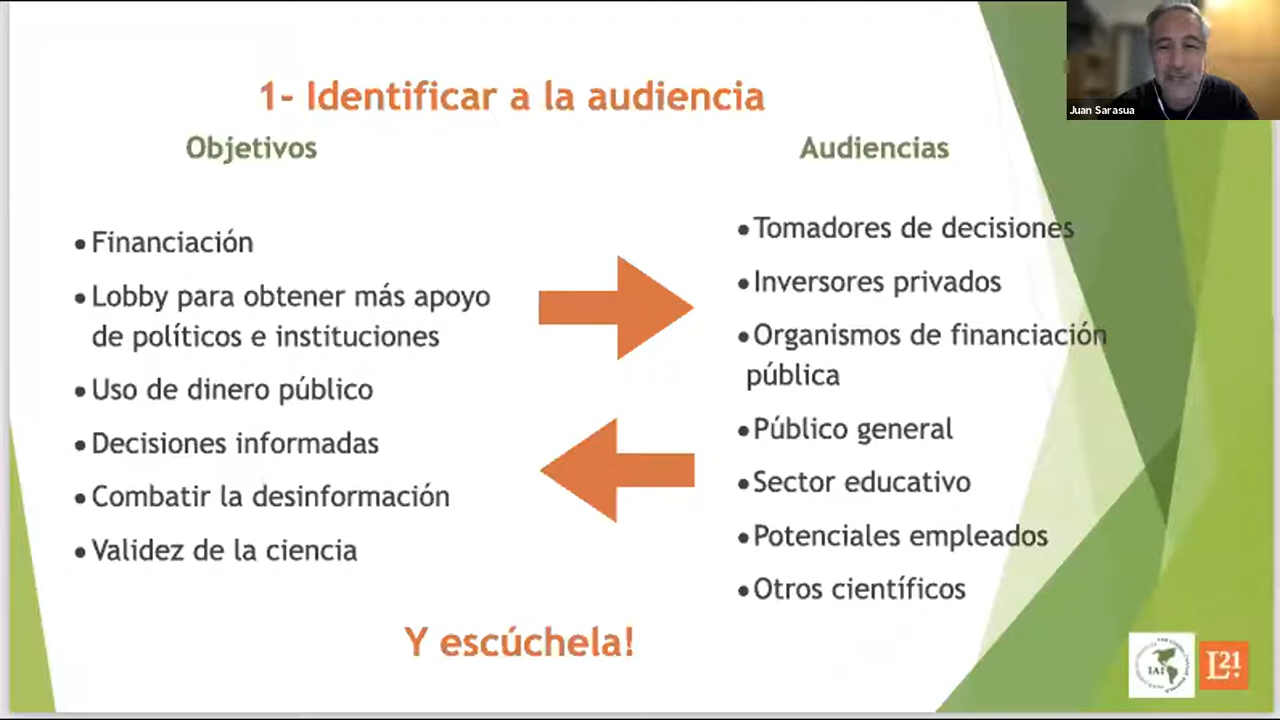 1- Identificar a la audiencia
Objetivos
Audiencias
•Financiación
•Lobby para obtener más apoyo
de políticos e instituciones
•Uso de dinero público
•Decisiones informadas
•Combatir la desinformación
•Validez de la ciencia
•Tomadores de decisiones
•Inversores privados
•Organismos de financiación
pública
•Público general
•Sector educativo
•Potenciales empleados
•Otros científicos
Y escúchela!
Juan Sarasua
IAI
L21